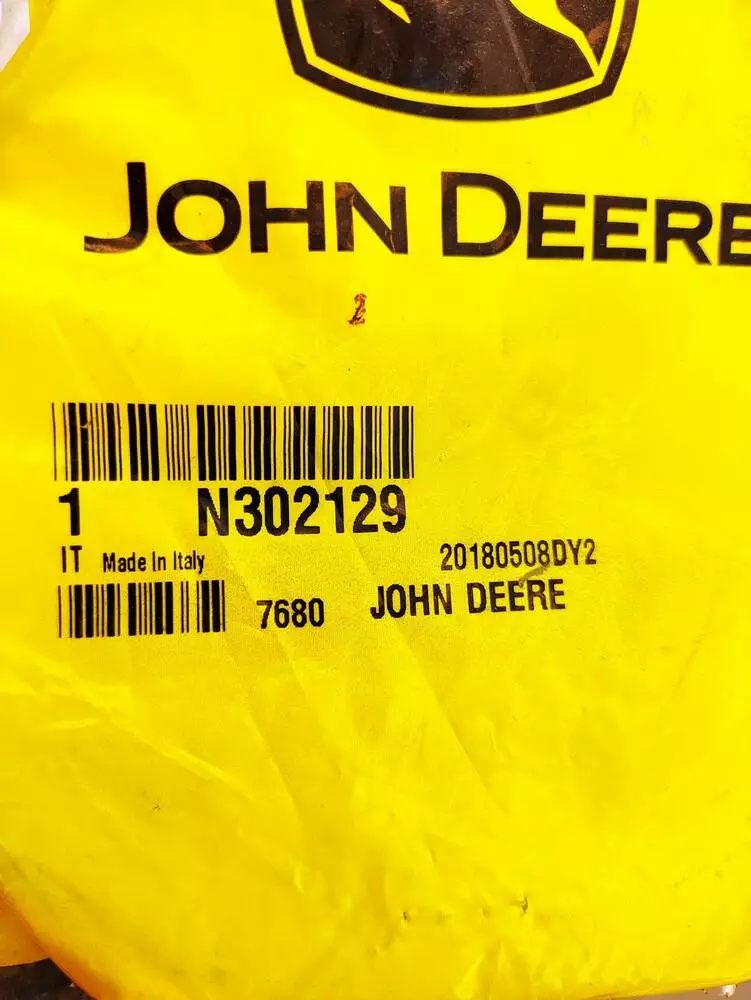 JOHN DEERE
2
1 N302129
IT Made In Italy 20180508DY2
7680 JOHN DEERE